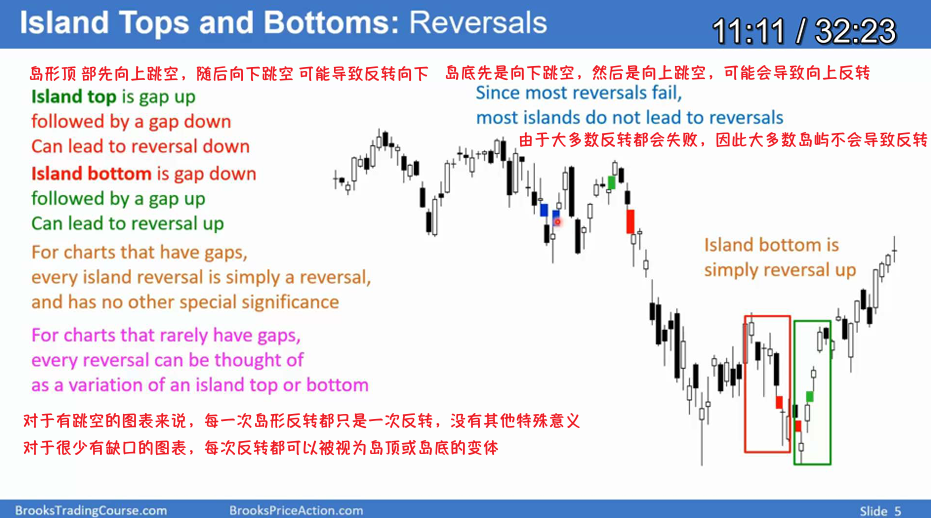 Island Tops and Bottoms: Reversals
11:11 / 32:23
岛形顶 部先向上跳空，随后向下跳空 可能导致反转向下
岛底先是向下跳空，然后是向上跳空，可能会导致向上反转
Island top is gap up
followed by a gap down
Can lead to reversal down
Island bottom is gap down
followed by a gap up
Can lead to reversal up
Since most reversals fail,
most islands do not lead to reversals
由于大多数反转都会失败，因此大多数岛屿不会导致反转
For charts that have gaps,
every island reversal is simply a reversal,
and has no other special significance
Island bottom is
simply reversal up
For charts that rarely have gaps,
every reversal can be thought of
as a variation of an island top or bottom
对于有跳空的图表来说，每一次岛形反转都只是一次反转，没有其他特殊意义
对于很少有缺口的图表，每次反转都可以被视为岛顶或岛底的变体
BrooksTradingCourse.com
BrooksPriceAction.com
Slide 5